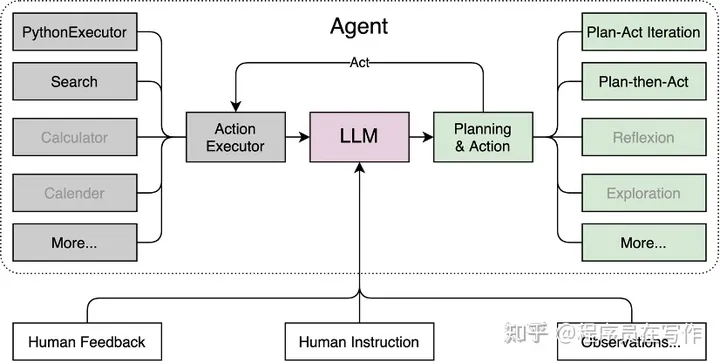 Agent
PythonExecutor
Search
Calculator
Calender
More...
Act
Action
Executor
LLM
Planning
& Action
Plan-Act Iteration
Plan-then-Act
Reflexion
Exploration
More...
Human Feedback
Human Instruction
Observations...
知乎 @程序员在写作